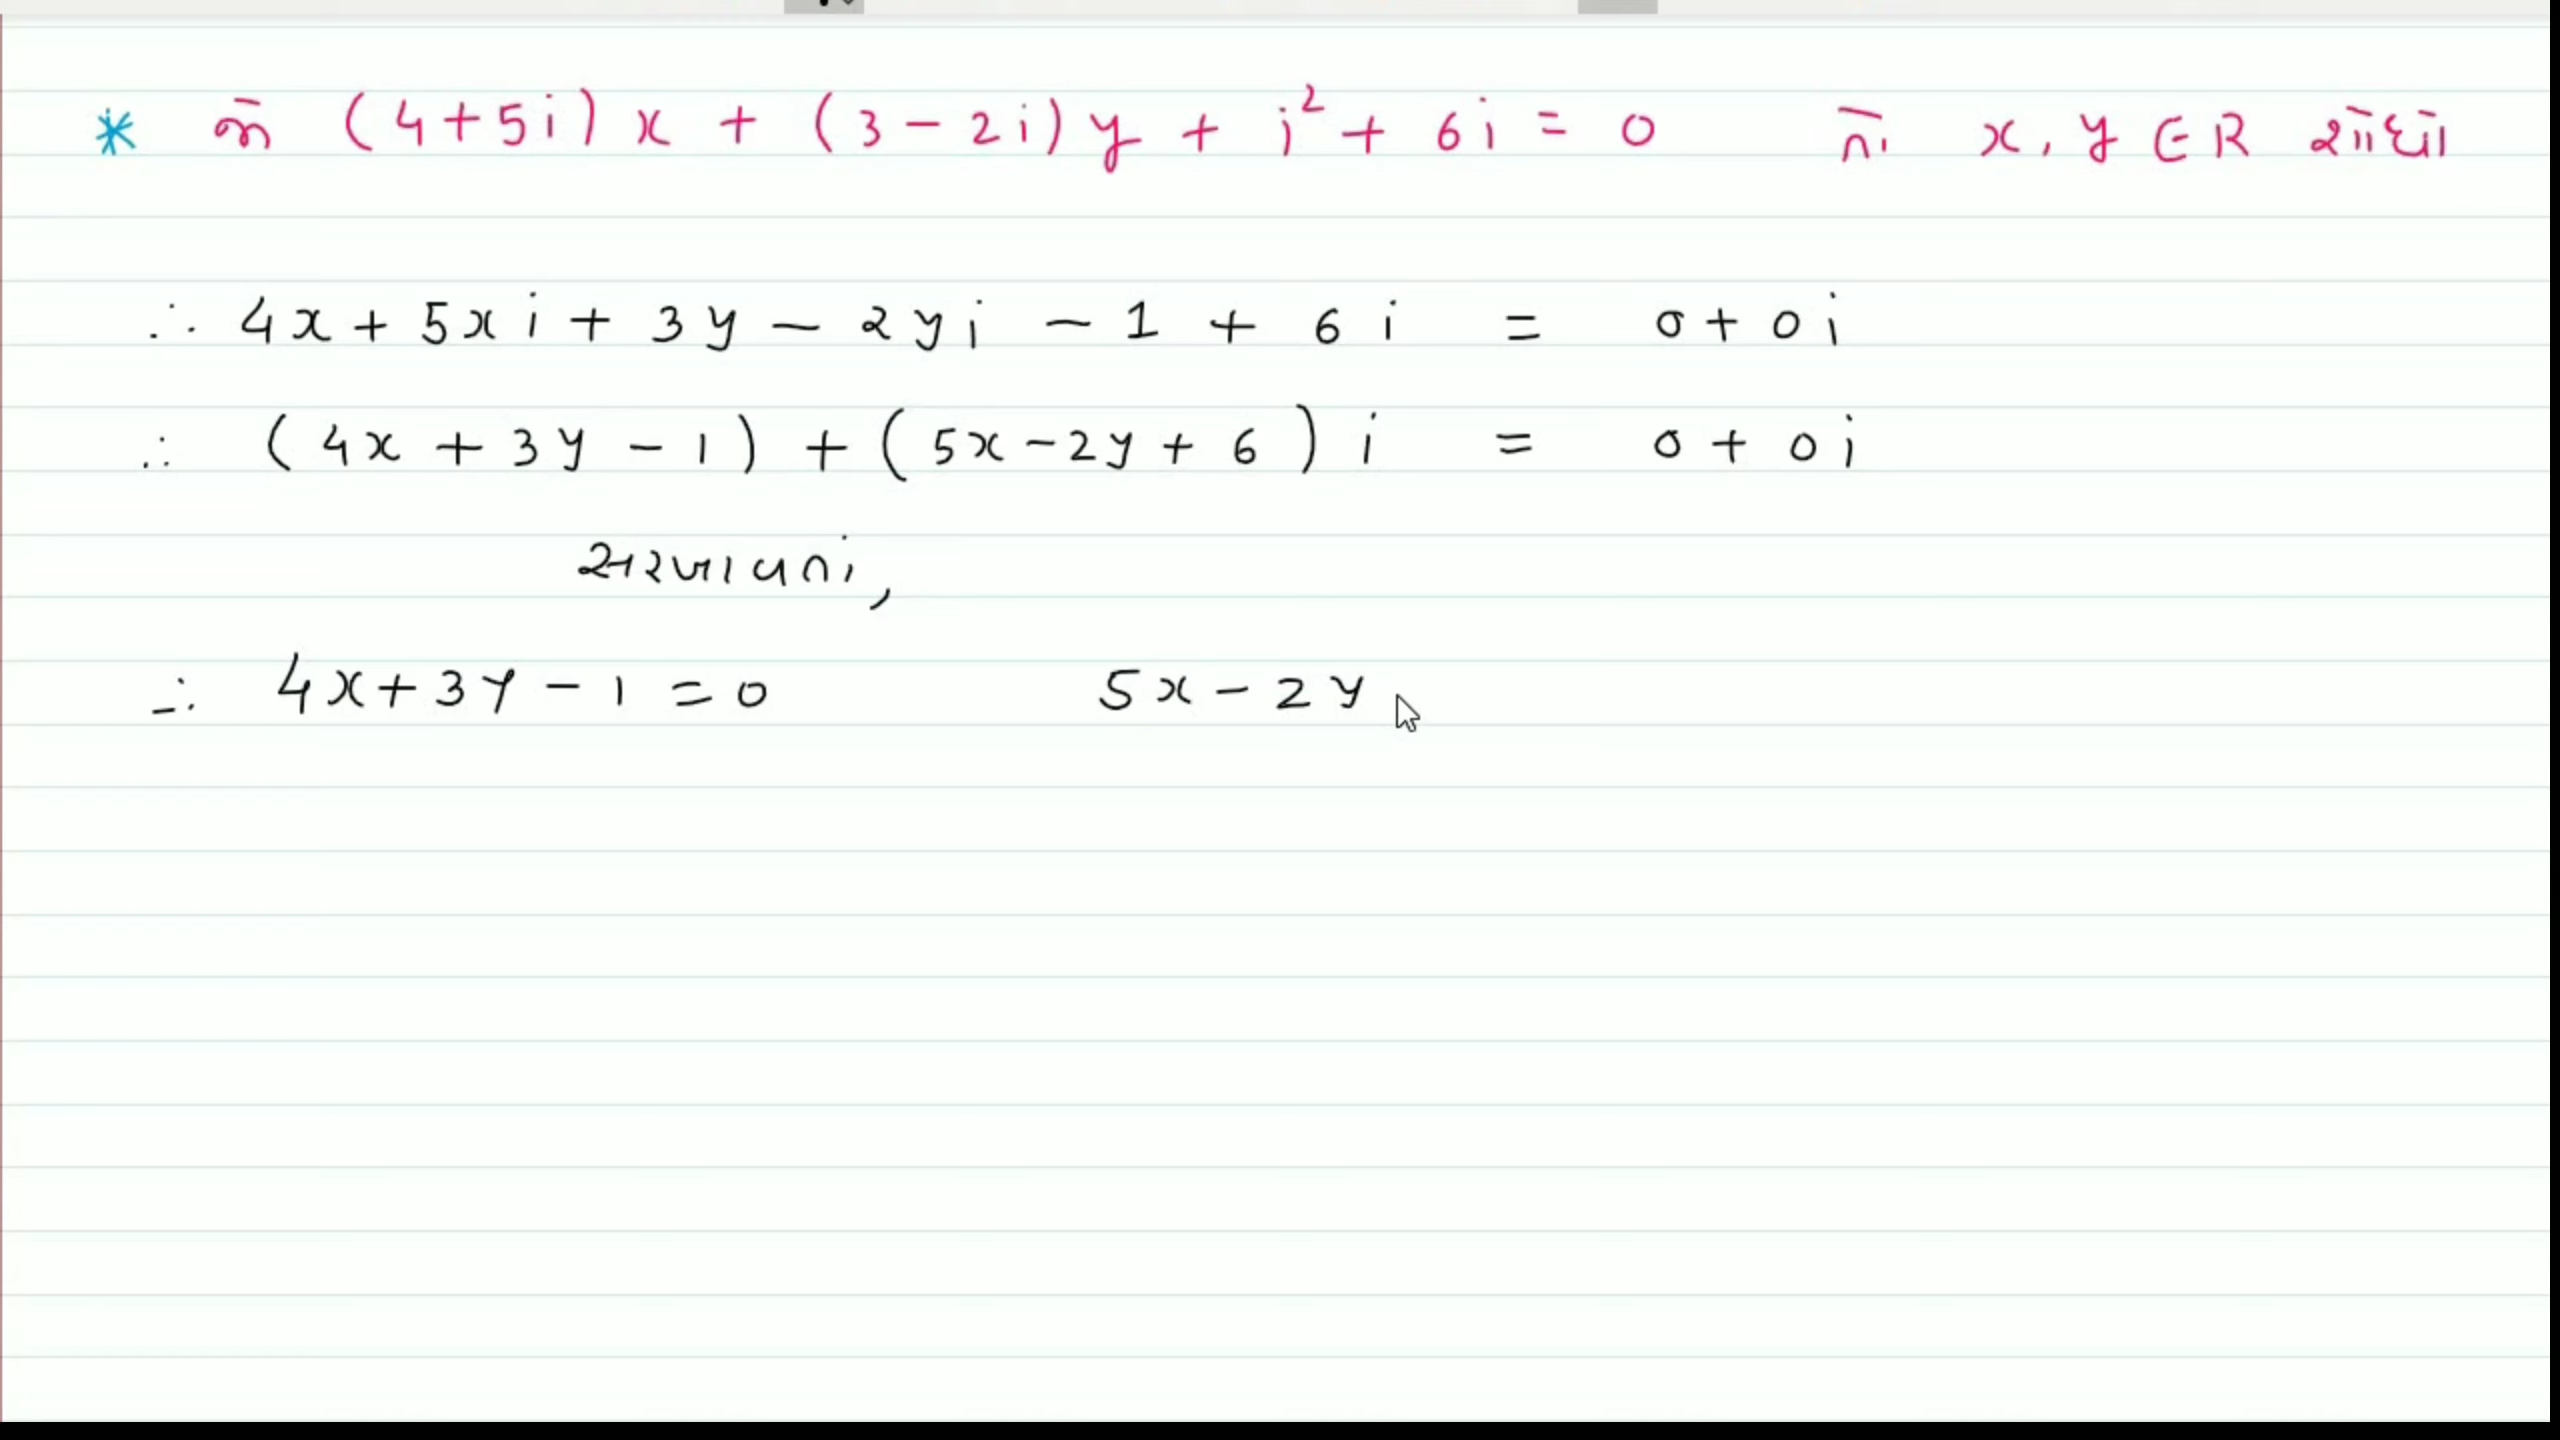 * જો (4+5i) x + (3-2i) y + i² + 6i = 0 તો x, y ∈ R શોધો
∴ 4x + 5xi + 3y - 2yi - 1 + 6i = 0 + 0i
∴ (4x + 3y - 1) + (5x - 2y + 6) i = 0 + 0i
સરખાવતાં,
∴ 4x + 3y - 1 = 0 5x - 2y